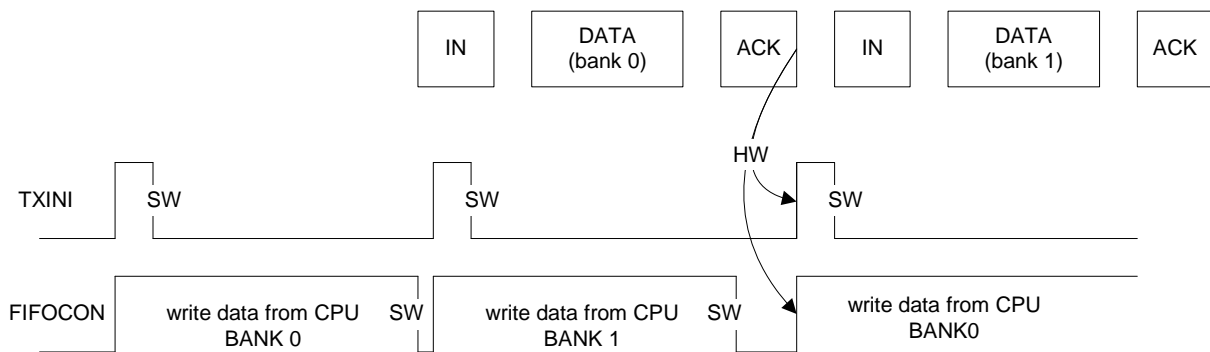 IN
DATA
(bank 0)
ACK
IN
DATA
(bank 1)
ACK
HW
TXINI
SW
SW
SW
FIFOCON
write data from CPU
BANK 0
SW
write data from CPU
BANK 1
SW
write data from CPU
BANK0